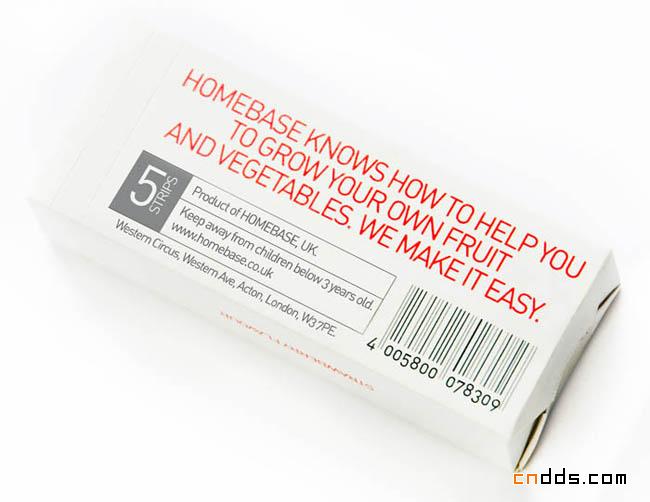 HOMEBASE KNOWS HOW TO HELP YOU
TO GROW YOUR OWN FRUIT
AND VEGETABLES. WE MAKE IT EASY.
5
STRIPS
Product of HOMEBASE, UK.
Keep away from children below 3 years old.
www.homebase.co.uk
Western Circus, Western Ave, Acton, London, W3 7PE.
4 005800 078309
cndds.com